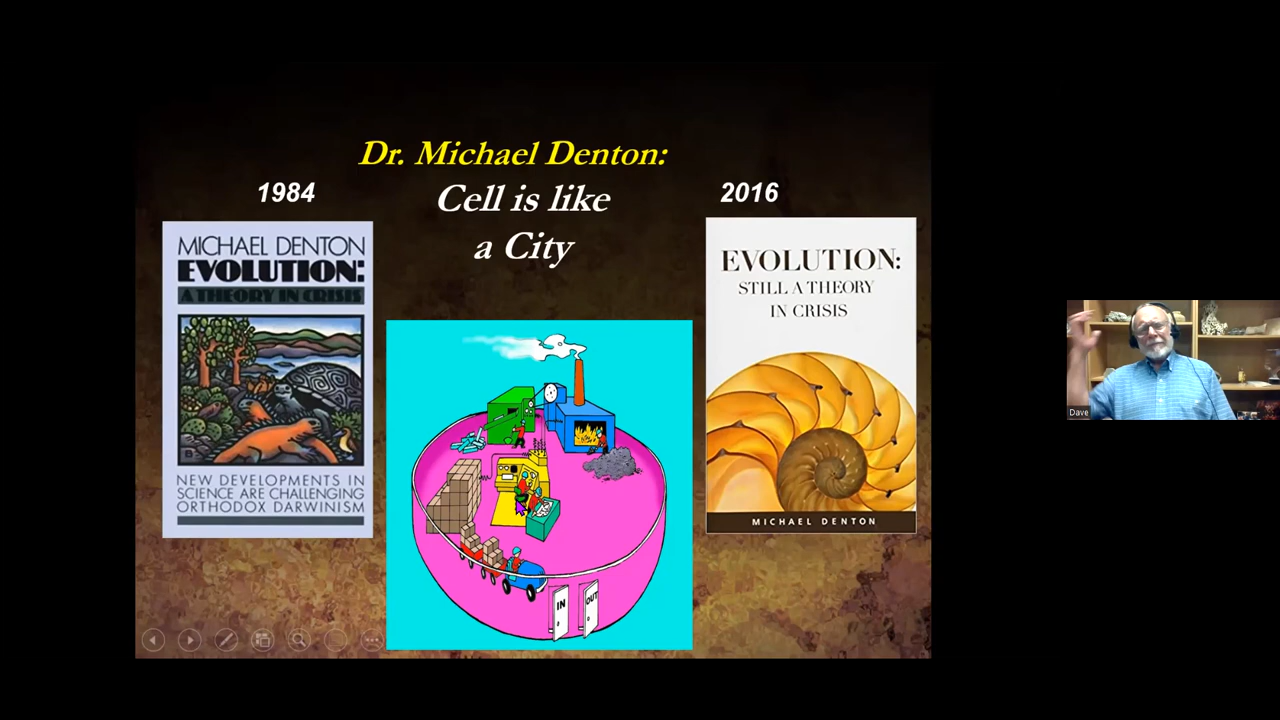 Dr. Michael Denton:
1984
Cell is like
2016
a City
MICHAEL DENTON
EVOLUTION:
A THEORY IN CRISIS
NEW DEVELOPMENTS IN
SCIENCE ARE CHALLENGING
ORTHODOX DARWINISM
IN
OUT
EVOLUTION:
STILL A THEORY
IN CRISIS
MICHAEL DENTON
Dave